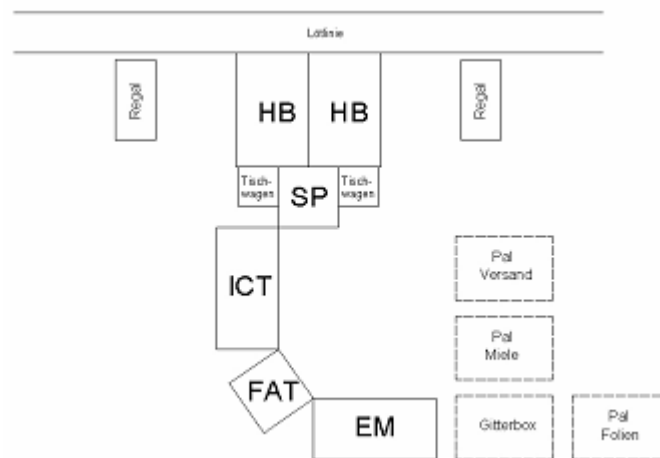 Lötlinie
Regal
HB
HB
Regal
Tisch-
wagen
SP
Tisch-
wagen
ICT
Pal
Versand
Pal
Miele
FAT
EM
Gitterbox
Pal
Folien